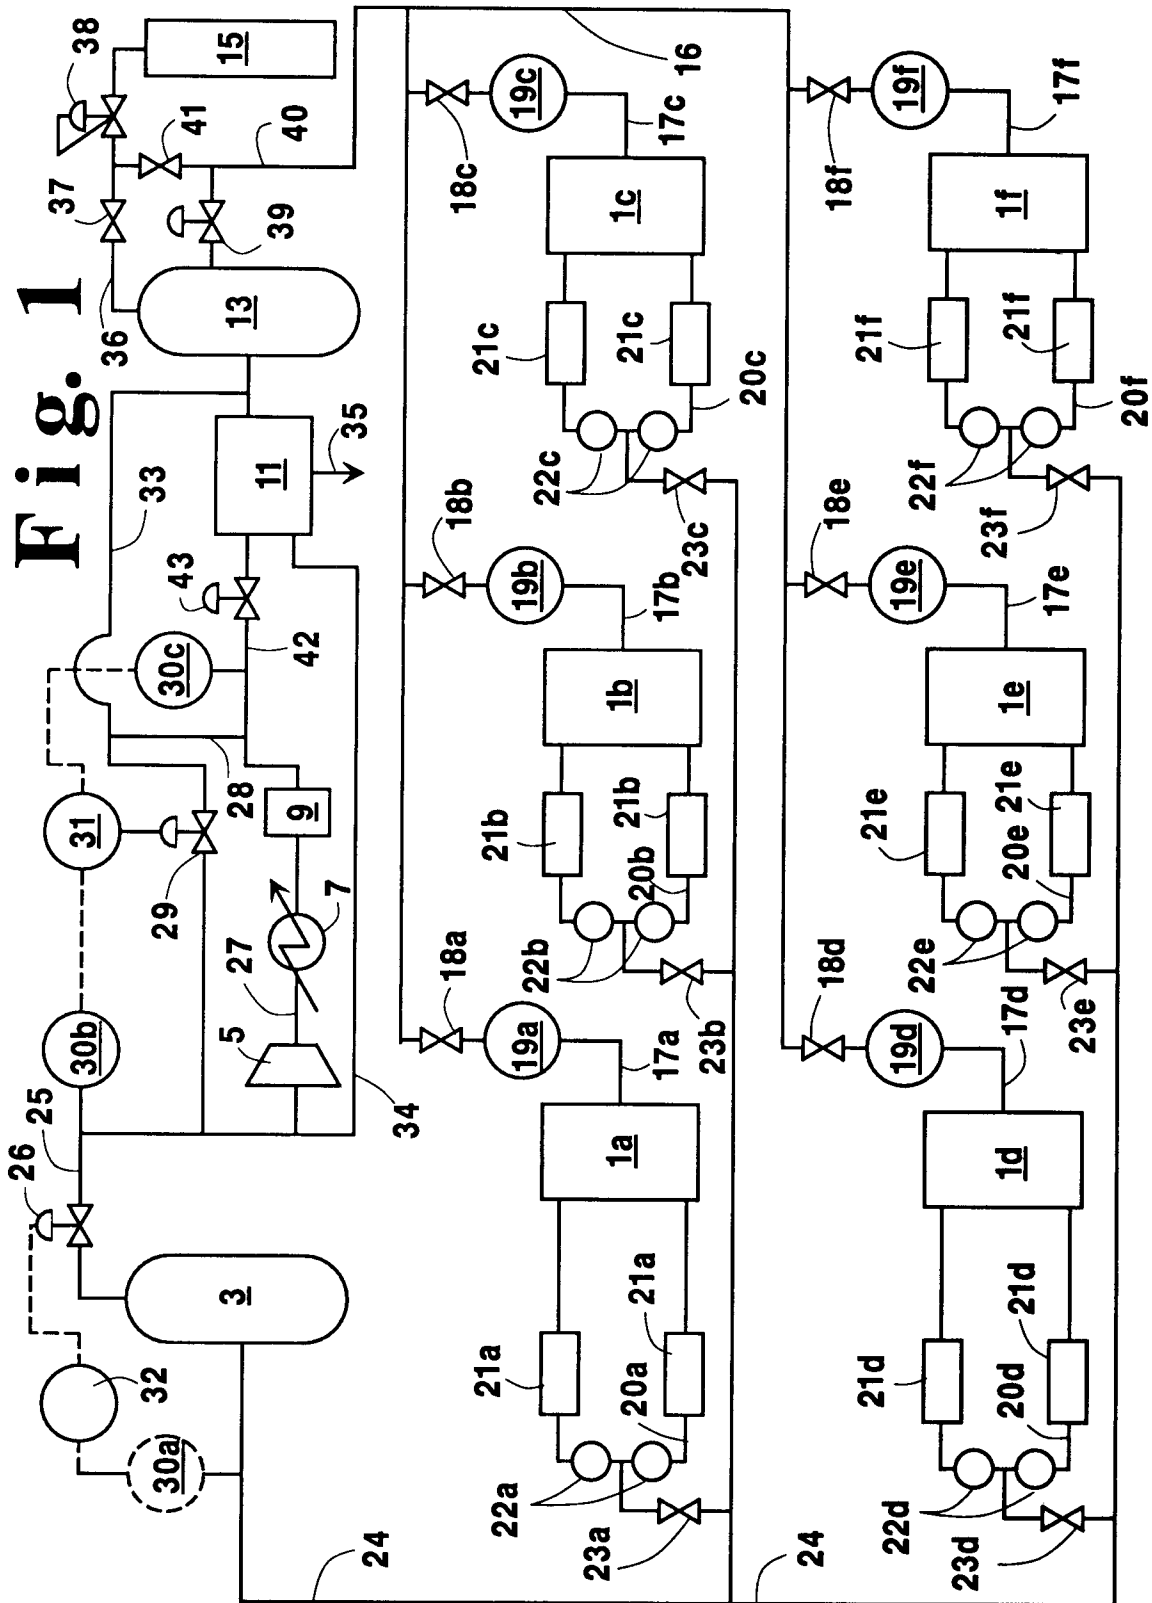 Fig. 1
32
26
25
30b
31
30a
3
5
27
7
29
9
28
30c
42
43
33
11
35
34
36
13
37
38
15
41
39
40
24
16
18a
19a
17a
1a
21a
21a
20a
22a
23a
18b
19b
17b
1b
21b
21b
20b
22b
23b
18c
19c
17c
1c
21c
21c
20c
22c
23c
24
18d
19d
17d
1d
21d
21d
20d
22d
23d
18e
19e
17e
1e
21e
21e
20e
22e
23e
18f
19f
17f
1f
21f
21f
20f
22f
23f